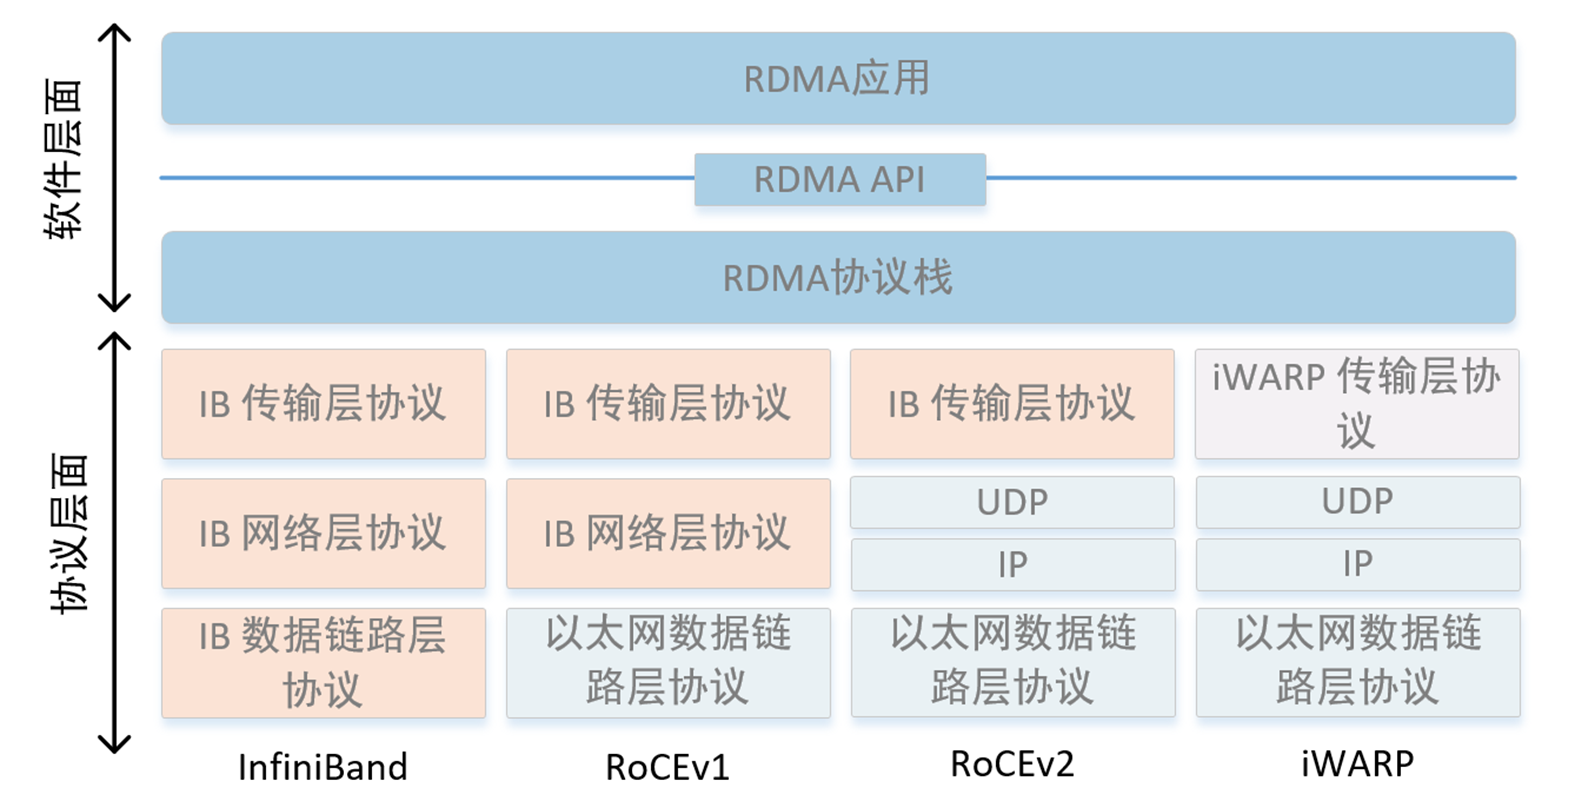 软件层面
RDMA应用
RDMA API
RDMA协议栈
协议层面
IB 传输层协议
IB 传输层协议
IB 传输层协议
iWARP 传输层协
议
IB 网络层协议
IB 网络层协议
UDP
IP
UDP
IP
IB 数据链路层
协议
以太网数据链
路层协议
以太网数据链
路层协议
以太网数据链
路层协议
InfiniBand
RoCEv1
RoCEv2
iWARP